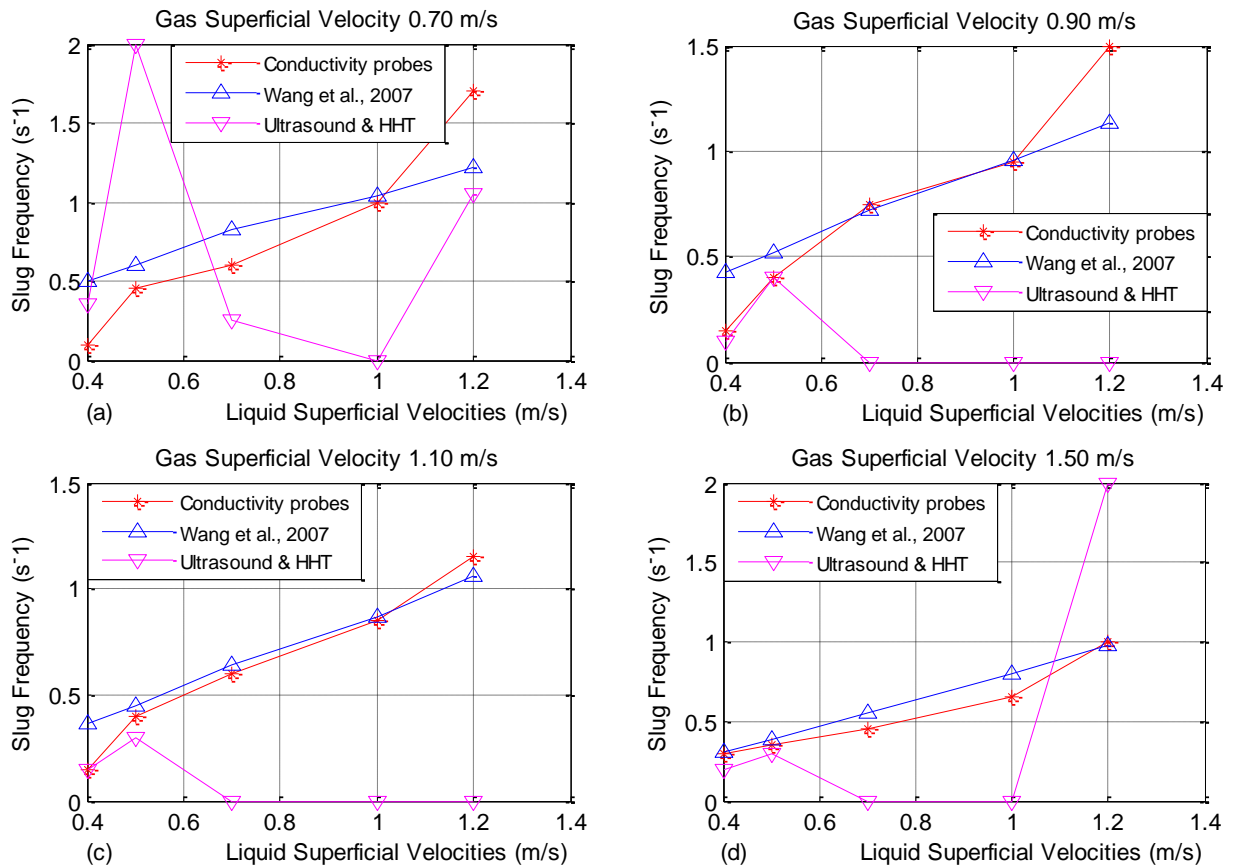 Gas Superficial Velocity 0.70 m/s
2
1.5
1
0.5
0
Slug Frequency (s-1)
Conductivity probes
Wang et al., 2007
Ultrasound & HHT
0.4 0.6 0.8 1 1.2 1.4
(a) Liquid Superficial Velocities (m/s)
Gas Superficial Velocity 0.90 m/s
1.5
1
0.5
0
Slug Frequency (s-1)
Conductivity probes
Wang et al., 2007
Ultrasound & HHT
0.4 0.6 0.8 1 1.2 1.4
(b) Liquid Superficial Velocities (m/s)
Gas Superficial Velocity 1.10 m/s
1.5
1
0.5
0
Slug Frequency (s-1)
Conductivity probes
Wang et al., 2007
Ultrasound & HHT
0.4 0.6 0.8 1 1.2 1.4
(c) Liquid Superficial Velocities (m/s)
Gas Superficial Velocity 1.50 m/s
2
1.5
1
0.5
0
Slug Frequency (s-1)
Conductivity probes
Wang et al., 2007
Ultrasound & HHT
0.4 0.6 0.8 1 1.2 1.4
(d) Liquid Superficial Velocities (m/s)